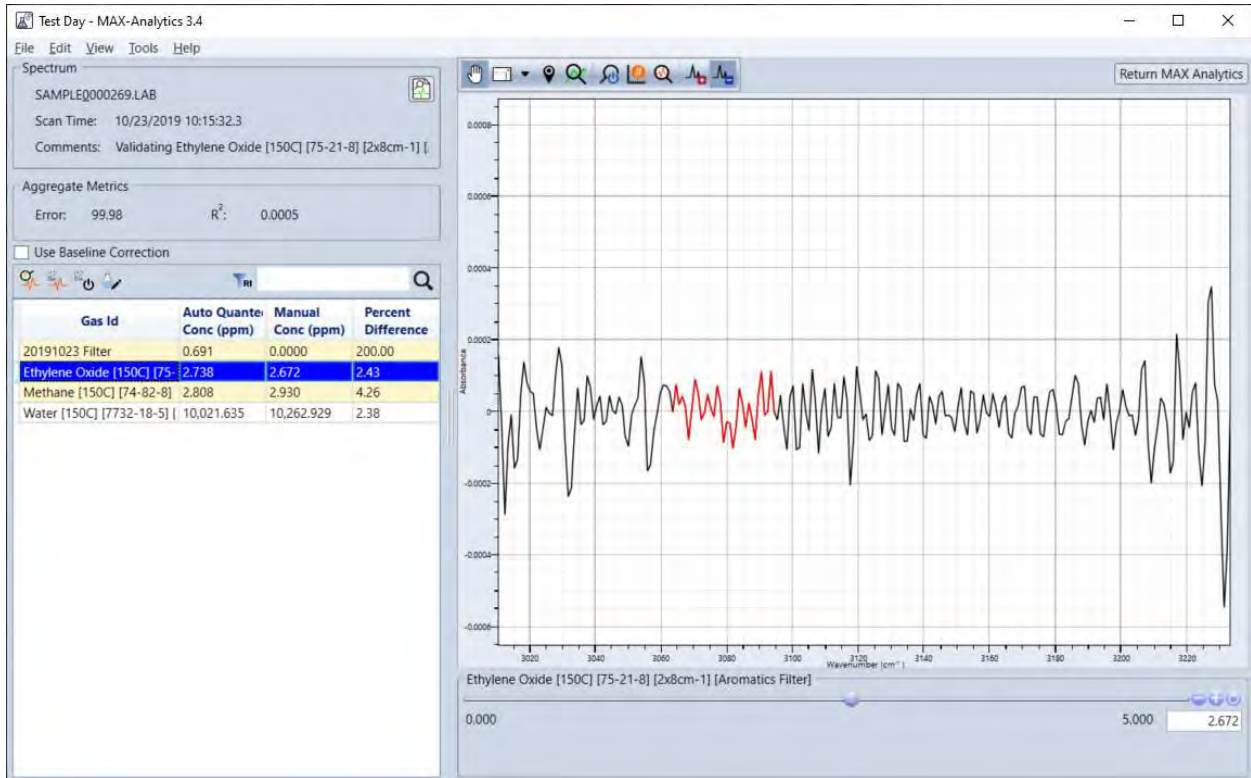 Test Day - MAX-Analytics 3.4
File Edit View Tools Help
Spectrum
SAMPLE0000269.LAB
Scan Time: 10/23/2019 10:15:32.3
Comments: Validating Ethylene Oxide [150C] [75-21-8] [2x8cm-1] [.
Aggregate Metrics
Error: 99.98 R²: 0.0005
Use Baseline Correction
RI
Gas Id Auto Quante Manual Percent
Conc (ppm) Conc (ppm) Difference
20191023 Filter 0.691 0.0000 200.00
Ethylene Oxide [150C] [75- 2.738 2.672 2.43
Methane [150C] [74-82-8] 2.808 2.930 4.26
Water [150C] [7732-18-5] ( 10,021.635 10,262.929 2.38
Return MAX Analytics
0.0008
0.0006
0.0004
0.0002
0
-0.0002
-0.0004
-0.0006
Absorbance
3020 3040 3060 3080 3100 3120 3140 3160 3180 3200 3220
Wavenumber (cm⁻¹)
Ethylene Oxide [150C] [75-21-8] [2x8cm-1] [Aromatics Filter]
0.000 5.000 2.672